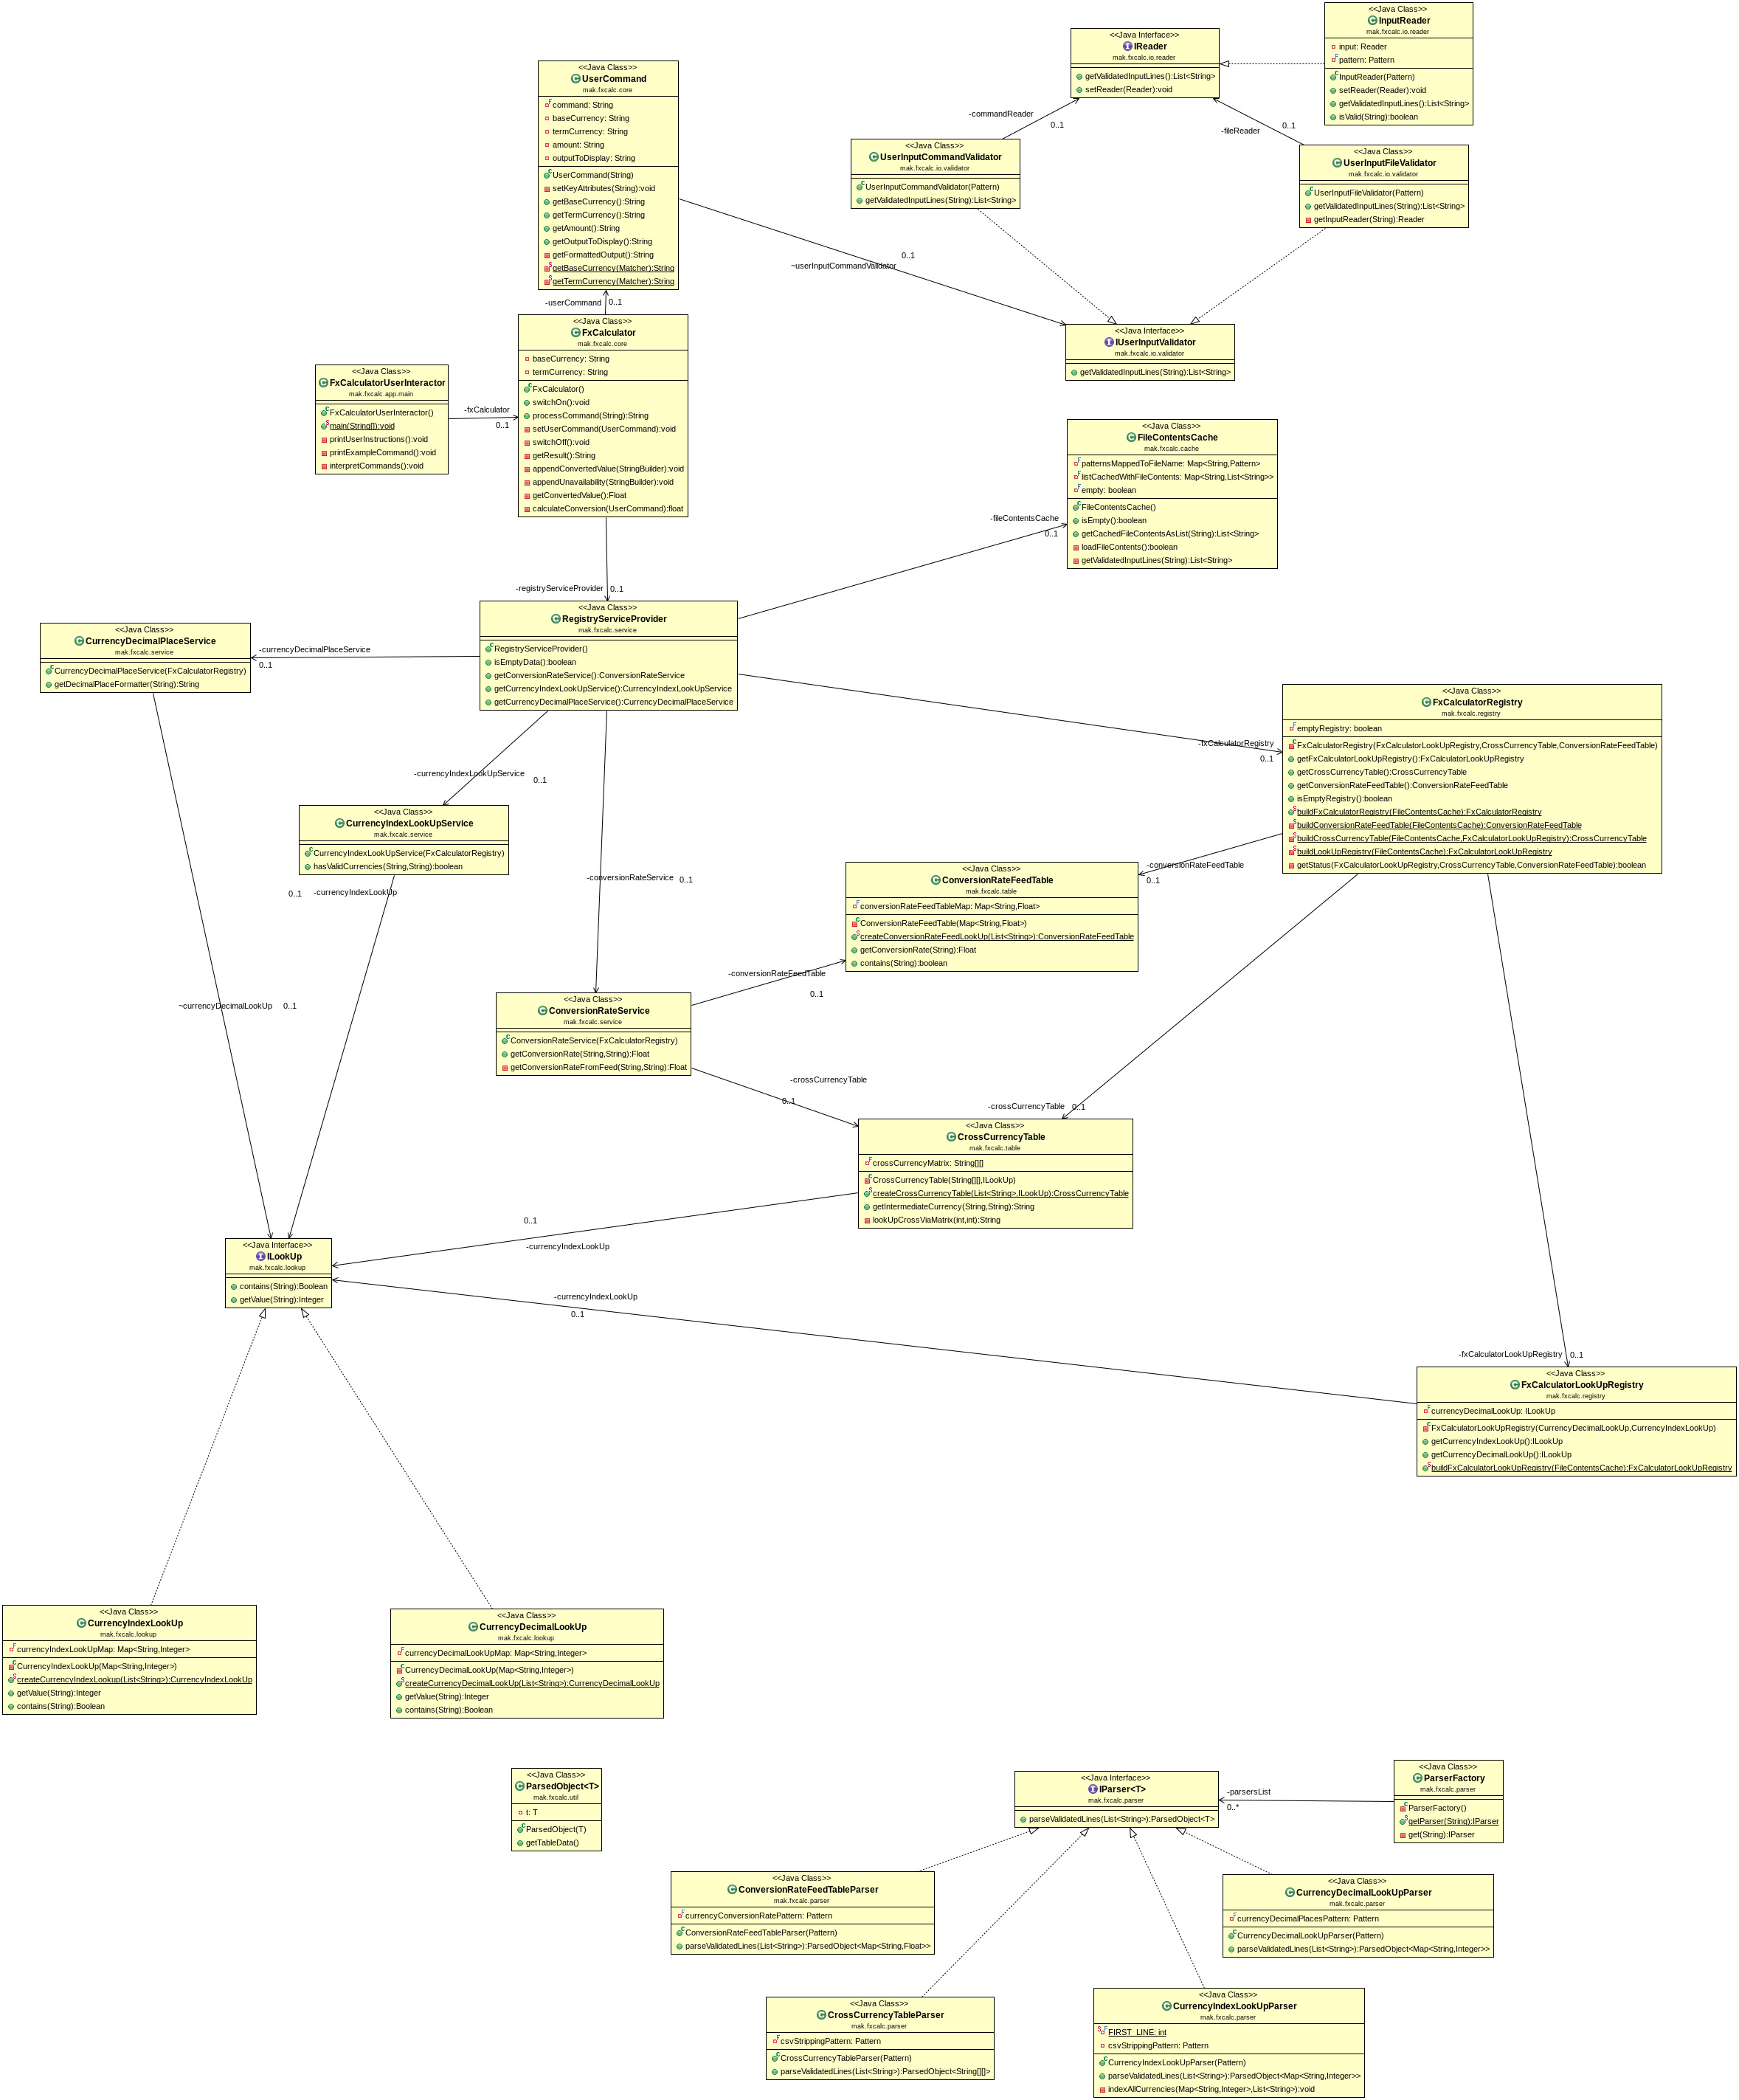 <<Java Class>>
InputReader
mak.fxcalc.io.reader
input: Reader
pattern: Pattern
InputReader(Pattern)
setReader(Reader):void
getValidatedInputLines():List<String>
isValid(String):boolean
<<Java Interface>>
IReader
mak.fxcalc.io.reader
getValidatedInputLines():List<String>
setReader(Reader):void
<<Java Class>>
UserCommand
mak.fxcalc.core
command: String
baseCurrency: String
termCurrency: String
amount: String
outputToDisplay: String
UserCommand(String)
setKeyAttributes(String):void
getBaseCurrency():String
getTermCurrency():String
getAmount():String
getOutputToDisplay():String
getFormattedOutput():String
getBaseCurrency(Matcher):String
getTermCurrency(Matcher):String
-commandReader
0..1
-fileReader
0..1
<<Java Class>>
UserInputCommandValidator
mak.fxcalc.io.validator
UserInputCommandValidator(Pattern)
getValidatedInputLines(String):List<String>
<<Java Class>>
UserInputFileValidator
mak.fxcalc.io.validator
UserInputFileValidator(Pattern)
getValidatedInputLines(String):List<String>
getInputReader(String):Reader
~userInputCommandValidator
0..1
-userCommand
0..1
<<Java Interface>>
IUserInputValidator
mak.fxcalc.io.validator
getValidatedInputLines(String):List<String>
<<Java Class>>
FxCalculator
mak.fxcalc.core
baseCurrency: String
termCurrency: String
FxCalculator()
switchOn():void
processCommand(String):String
setUserCommand(UserCommand):void
switchOff():void
getResult():String
appendConvertedValue(StringBuilder):void
appendUnavailability(StringBuilder):void
getConvertedValue():Float
calculateConversion(UserCommand):float
<<Java Class>>
FxCalculatorUserInteractor
mak.fxcalc.app.main
FxCalculatorUserInteractor()
main(String[]):void
printUserInstructions():void
printExampleCommand():void
interpretCommands():void
-fxCalculator
0..1
<<Java Class>>
FileContentsCache
mak.fxcalc.cache
patternsMappedToFileName: Map<String,Pattern>
listCachedWithFileContents: Map<String,List<String>>
empty: boolean
FileContentsCache()
isEmpty():boolean
getCachedFileContentsAsList(String):List<String>
loadFileContents():boolean
getValidatedInputLines(String):List<String>
-fileContentsCache
0..1
-registryServiceProvider
0..1
<<Java Class>>
RegistryServiceProvider
mak.fxcalc.service
RegistryServiceProvider()
isEmptyData():boolean
getConversionRateService():ConversionRateService
getCurrencyIndexLookUpService():CurrencyIndexLookUpService
getCurrencyDecimalPlaceService():CurrencyDecimalPlaceService
<<Java Class>>
CurrencyDecimalPlaceService
mak.fxcalc.service
CurrencyDecimalPlaceService(FxCalculatorRegistry)
getDecimalPlaceFormatter(String):String
-currencyDecimalPlaceService
0..1
<<Java Class>>
FxCalculatorRegistry
mak.fxcalc.registry
emptyRegistry: boolean
FxCalculatorRegistry(FxCalculatorLookUpRegistry,CrossCurrencyTable,ConversionRateFeedTable)
getFxCalculatorLookUpRegistry():FxCalculatorLookUpRegistry
getCrossCurrencyTable():CrossCurrencyTable
getConversionRateFeedTable():ConversionRateFeedTable
isEmptyRegistry():boolean
buildFxCalculatorRegistry(FileContentsCache):FxCalculatorRegistry
buildConversionRateFeedTable(FileContentsCache):ConversionRateFeedTable
buildCrossCurrencyTable(FileContentsCache,FxCalculatorLookUpRegistry):CrossCurrencyTable
buildLookUpRegistry(FileContentsCache):FxCalculatorLookUpRegistry
getStatus(FxCalculatorLookUpRegistry,CrossCurrencyTable,ConversionRateFeedTable):boolean
-fxCalculatorRegistry
0..1
-currencyIndexLookUpService
0..1
<<Java Class>>
CurrencyIndexLookUpService
mak.fxcalc.service
CurrencyIndexLookUpService(FxCalculatorRegistry)
hasValidCurrencies(String,String):boolean
-conversionRateService
0..1
-conversionRateFeedTable
0..1
<<Java Class>>
ConversionRateFeedTable
mak.fxcalc.table
conversionRateFeedTableMap: Map<String,Float>
ConversionRateFeedTable(Map<String,Float>)
createConversionRateFeedLookUp(List<String>):ConversionRateFeedTable
getConversionRate(String):Float
contains(String):boolean
0..1
-currencyIndexLookUp
-conversionRateFeedTable
0..1
<<Java Class>>
ConversionRateService
mak.fxcalc.service
ConversionRateService(FxCalculatorRegistry)
getConversionRate(String,String):Float
getConversionRateFromFeed(String,String):Float
~currencyDecimalLookUp
0..1
-crossCurrencyTable
0..1
-crossCurrencyTable
0..1
<<Java Class>>
CrossCurrencyTable
mak.fxcalc.table
crossCurrencyMatrix: String[][]
CrossCurrencyTable(String[][],ILookUp)
createCrossCurrencyTable(List<String>,ILookUp):CrossCurrencyTable
getIntermediateCurrency(String,String):String
lookUpCrossViaMatrix(int,int):String
0..1
-currencyIndexLookUp
<<Java Interface>>
ILookUp
mak.fxcalc.lookup
contains(String):Boolean
getValue(String):Integer
-currencyIndexLookUp
0..1
-fxCalculatorLookUpRegistry
0..1
<<Java Class>>
FxCalculatorLookUpRegistry
mak.fxcalc.registry
currencyDecimalLookUp: ILookUp
FxCalculatorLookUpRegistry(CurrencyDecimalLookUp,CurrencyIndexLookUp)
getCurrencyIndexLookUp():ILookUp
getCurrencyDecimalLookUp():ILookUp
buildFxCalculatorLookUpRegistry(FileContentsCache):FxCalculatorLookUpRegistry
<<Java Class>>
CurrencyIndexLookUp
mak.fxcalc.lookup
currencyIndexLookUpMap: Map<String,Integer>
CurrencyIndexLookUp(Map<String,Integer>)
createCurrencyIndexLookup(List<String>):CurrencyIndexLookUp
getValue(String):Integer
contains(String):Boolean
<<Java Class>>
CurrencyDecimalLookUp
mak.fxcalc.lookup
currencyDecimalLookUpMap: Map<String,Integer>
CurrencyDecimalLookUp(Map<String,Integer>)
createCurrencyDecimalLookUp(List<String>):CurrencyDecimalLookUp
getValue(String):Integer
contains(String):Boolean
<<Java Class>>
ParsedObject<T>
mak.fxcalc.util
t: T
ParsedObject(T)
getTableData()
<<Java Interface>>
IParser<T>
mak.fxcalc.parser
parseValidatedLines(List<String>):ParsedObject<T>
-parsersList
0..*
<<Java Class>>
ParserFactory
mak.fxcalc.parser
ParserFactory()
getParser(String):IParser
get(String):IParser
<<Java Class>>
ConversionRateFeedTableParser
mak.fxcalc.parser
currencyConversionRatePattern: Pattern
ConversionRateFeedTableParser(Pattern)
parseValidatedLines(List<String>):ParsedObject<Map<String,Float>>
<<Java Class>>
CurrencyDecimalLookUpParser
mak.fxcalc.parser
currencyDecimalPlacesPattern: Pattern
CurrencyDecimalLookUpParser(Pattern)
parseValidatedLines(List<String>):ParsedObject<Map<String,Integer>>
<<Java Class>>
CrossCurrencyTableParser
mak.fxcalc.parser
csvStrippingPattern: Pattern
CrossCurrencyTableParser(Pattern)
parseValidatedLines(List<String>):ParsedObject<String[][]>
<<Java Class>>
CurrencyIndexLookUpParser
mak.fxcalc.parser
FIRST_LINE: int
csvStrippingPattern: Pattern
CurrencyIndexLookUpParser(Pattern)
parseValidatedLines(List<String>):ParsedObject<Map<String,Integer>>
indexAllCurrencies(Map<String,Integer>,List<String>):void